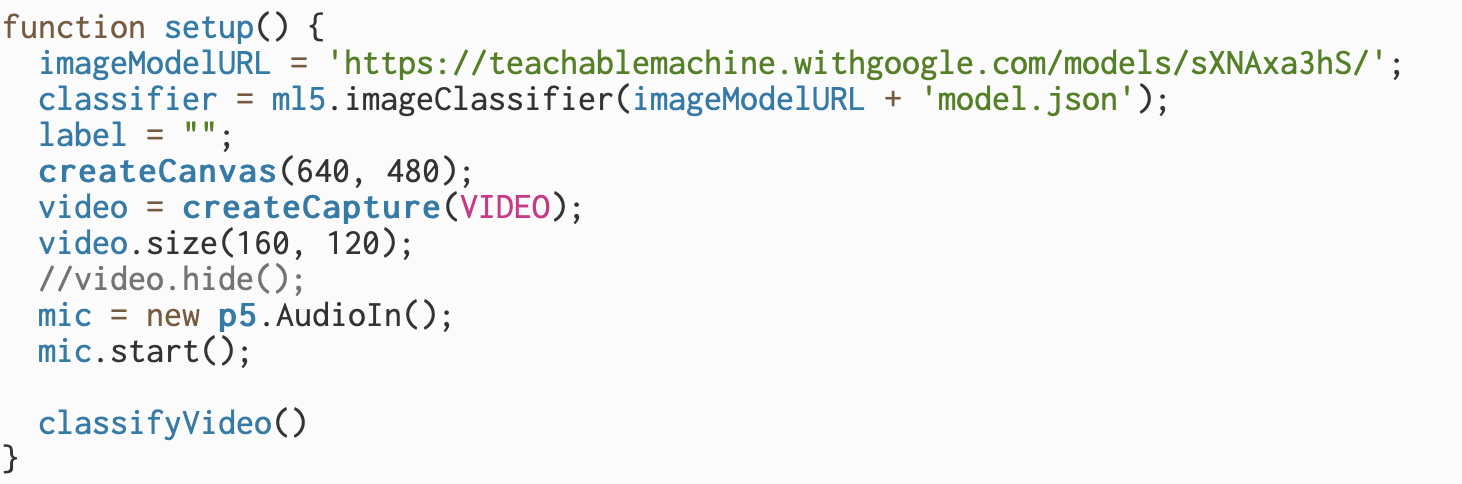 function setup() {
  imageModelURL = 'https://teachablemachine.withgoogle.com/models/sXNAxa3hS/';
  classifier = ml5.imageClassifier(imageModelURL + 'model.json');
  label = "";
  createCanvas(640, 480);
  video = createCapture(VIDEO);
  video.size(160, 120);
  //video.hide();
  mic = new p5.AudioIn();
  mic.start();

  classifyVideo()
}